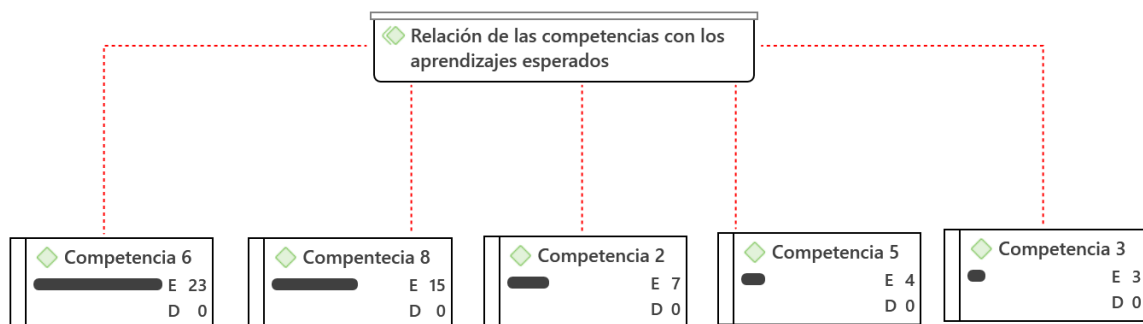 Relación de las competencias con los
aprendizajes esperados
Competencia 6
E 23
D 0
Compentecia 8
E 15
D 0
Competencia 2
E 7
D 0
Competencia 5
E 4
D 0
Competencia 3
E 3
D 0